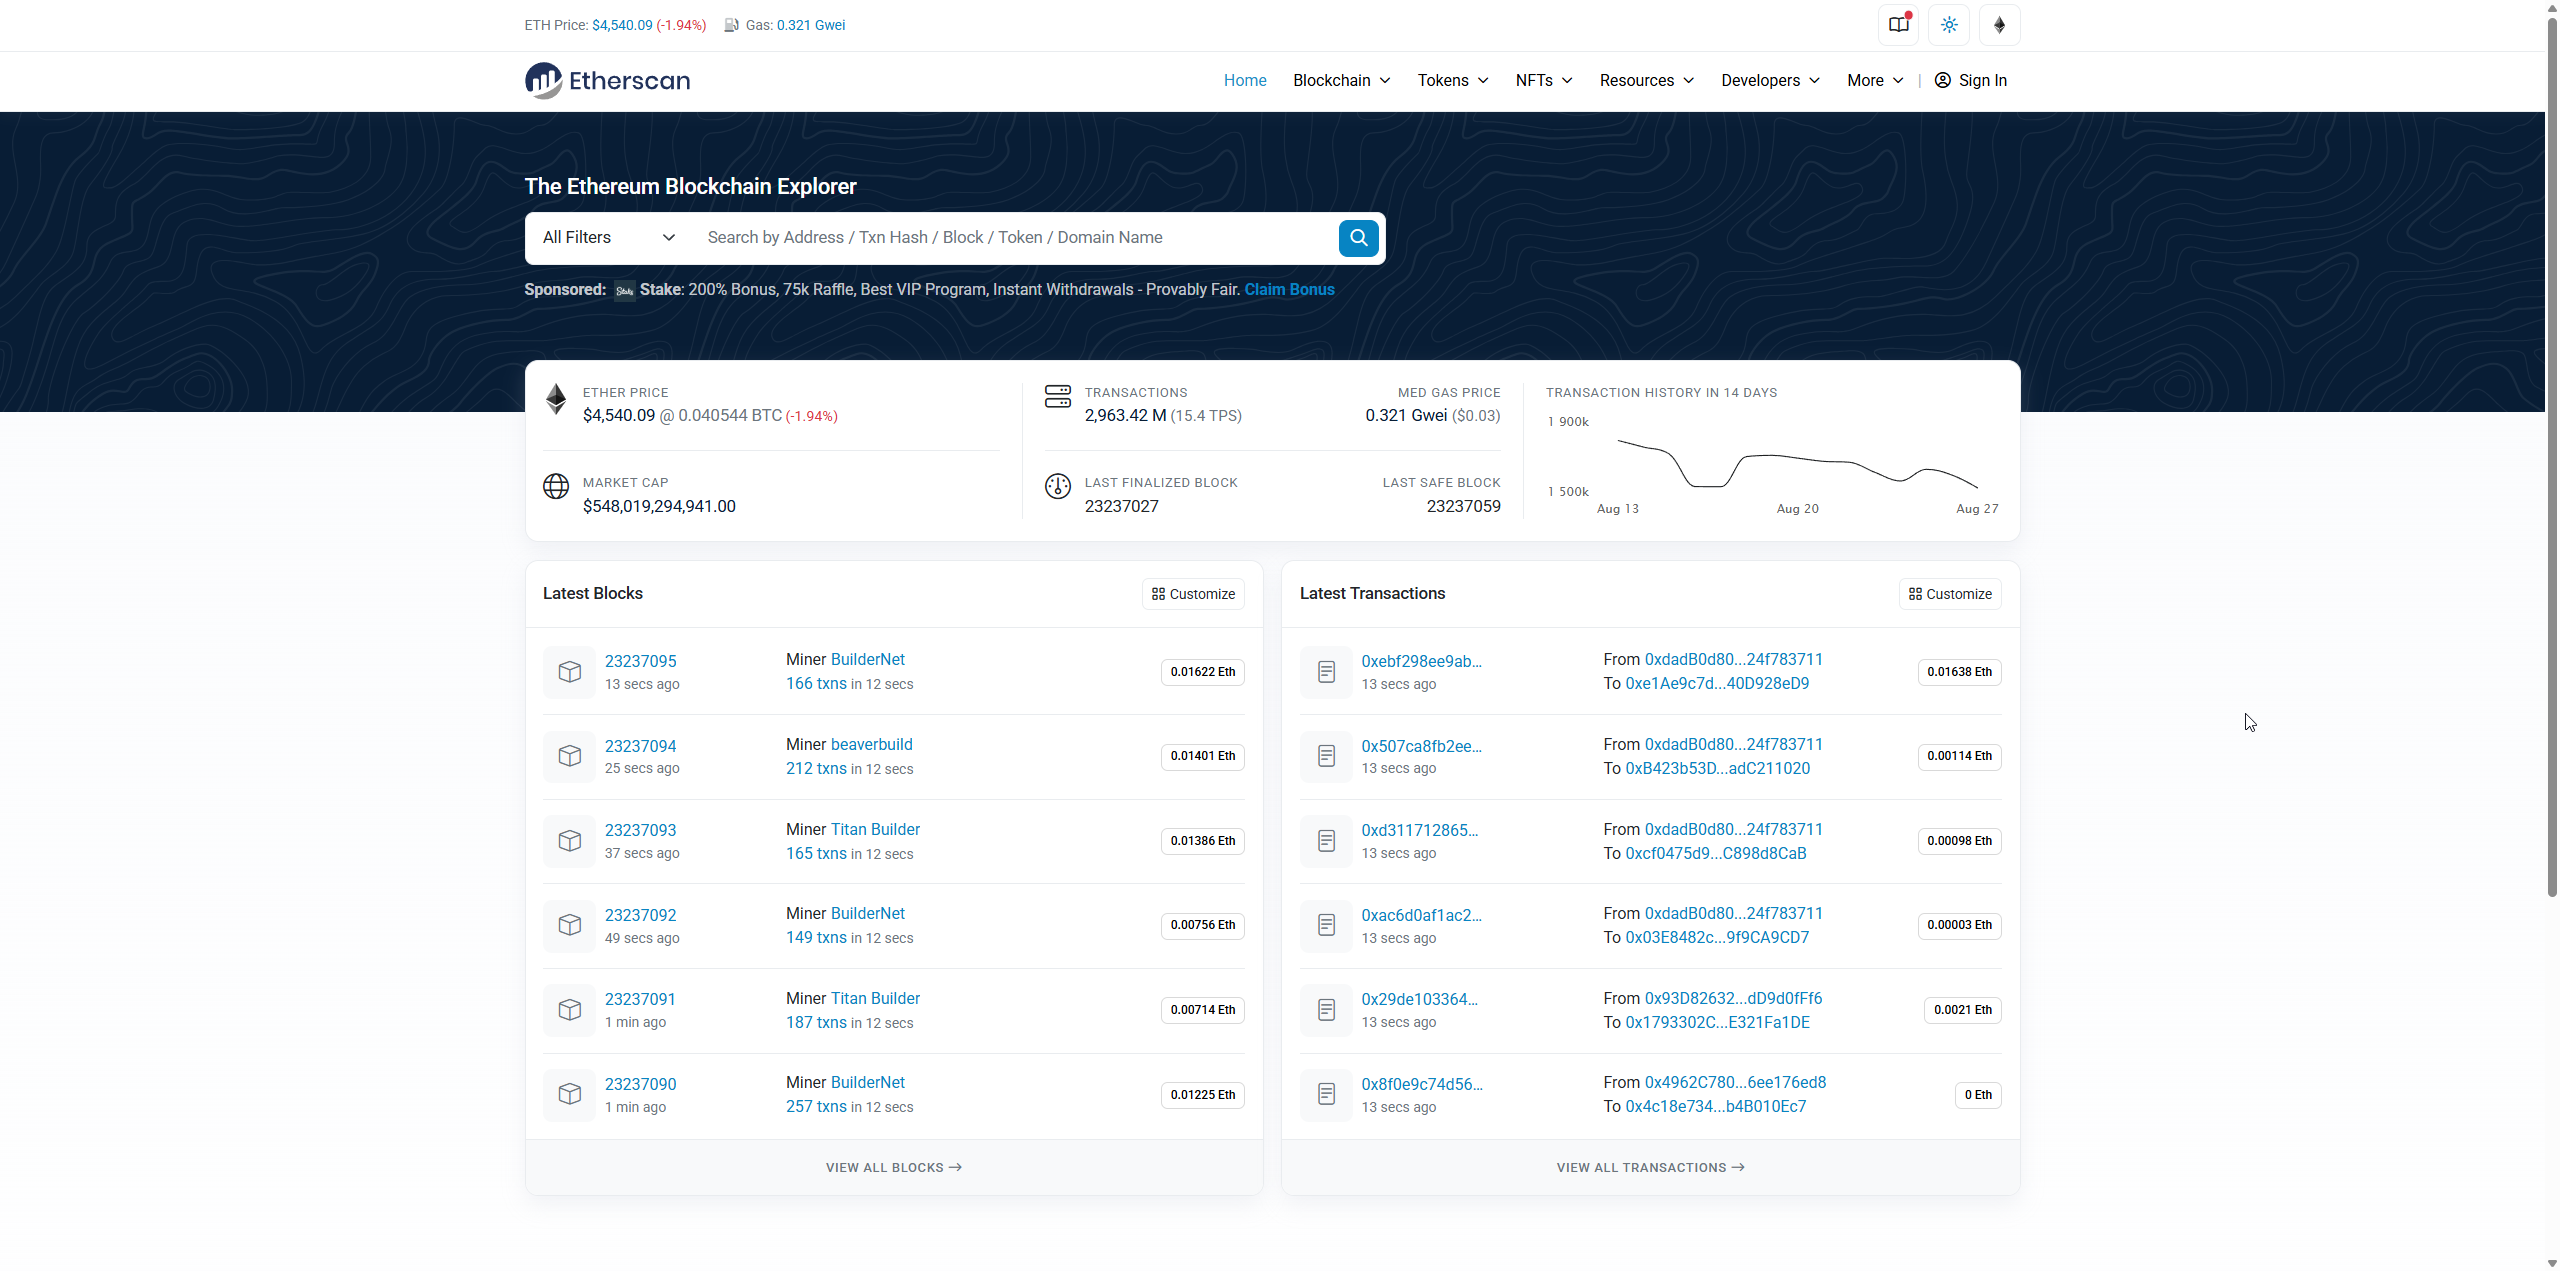 ETH Price: $4,540.09 (-1.94%) Gas: 0.321 Gwei
Etherscan
Home Blockchain Tokens NFTs Resources Developers More | Sign In
The Ethereum Blockchain Explorer
All Filters Search by Address / Txn Hash / Block / Token / Domain Name
Sponsored: Stake Stake: 200% Bonus, 75k Raffle, Best VIP Program, Instant Withdrawals - Provably Fair. Claim Bonus
ETHER PRICE
$4,540.09 @ 0.040544 BTC (-1.94%)
MARKET CAP
$548,019,294,941.00
TRANSACTIONS
2,963.42 M (15.4 TPS)
MED GAS PRICE
0.321 Gwei ($0.03)
LAST FINALIZED BLOCK
23237027
LAST SAFE BLOCK
23237059
TRANSACTION HISTORY IN 14 DAYS
1 900k
1 500k
Aug 13 Aug 20 Aug 27
Latest Blocks Customize
23237095 Miner BuilderNet
13 secs ago 166 txns in 12 secs 0.01622 Eth
23237094 Miner beaverbuild
25 secs ago 212 txns in 12 secs 0.01401 Eth
23237093 Miner Titan Builder
37 secs ago 165 txns in 12 secs 0.01386 Eth
23237092 Miner BuilderNet
49 secs ago 149 txns in 12 secs 0.00756 Eth
23237091 Miner Titan Builder
1 min ago 187 txns in 12 secs 0.00714 Eth
23237090 Miner BuilderNet
1 min ago 257 txns in 12 secs 0.01225 Eth
VIEW ALL BLOCKS →
Latest Transactions Customize
0xebf298ee9ab... From 0xdadB0d80...24f783711
13 secs ago To 0xe1Ae9c7d...40D928eD9 0.01638 Eth
0x507ca8fb2ee... From 0xdadB0d80...24f783711
13 secs ago To 0xB423b53D...adC211020 0.00114 Eth
0xd311712865... From 0xdadB0d80...24f783711
13 secs ago To 0xcf0475d9...C898d8CaB 0.00098 Eth
0xac6d0af1ac2... From 0xdadB0d80...24f783711
13 secs ago To 0x03E8482c...9f9CA9CD7 0.00003 Eth
0x29de103364... From 0x93D82632...dD9d0fFf6
13 secs ago To 0x1793302C...E321Fa1DE 0.0021 Eth
0x8f0e9c74d56... From 0x4962C780...6ee176ed8
13 secs ago To 0x4c18e734...b4B010Ec7 0 Eth
VIEW ALL TRANSACTIONS →